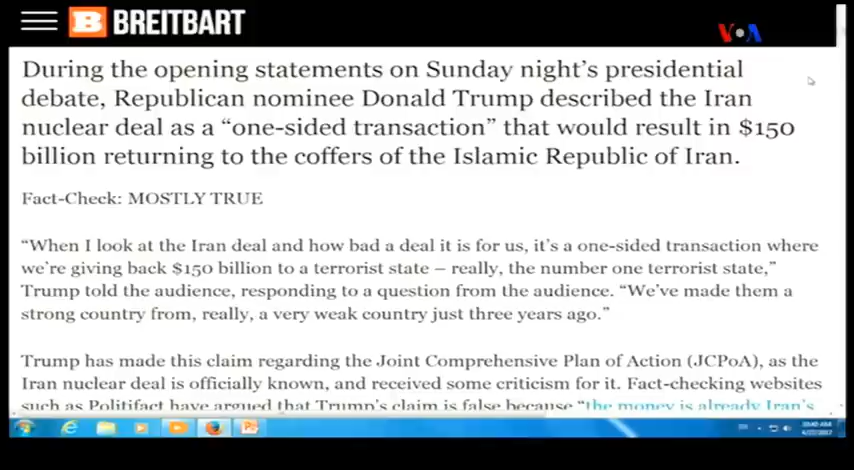 BREITBART
VOA
During the opening statements on Sunday night's presidential
debate, Republican nominee Donald Trump described the Iran
nuclear deal as a “one-sided transaction” that would result in $150
billion returning to the coffers of the Islamic Republic of Iran.
Fact-Check: MOSTLY TRUE
“When I look at the Iran deal and how bad a deal it is for us, it's a one-sided transaction where
we're giving back $150 billion to a terrorist state – really, the number one terrorist state,”
Trump told the audience, responding to a question from the audience. “We've made them a
strong country from, really, a very weak country just three years ago.”
Trump has made this claim regarding the Joint Comprehensive Plan of Action (JCPoA), as the
Iran nuclear deal is officially known, and received some criticism for it. Fact-checking websites
such as Politifact have argued that Trump's claim is false because “the money is already Iran's